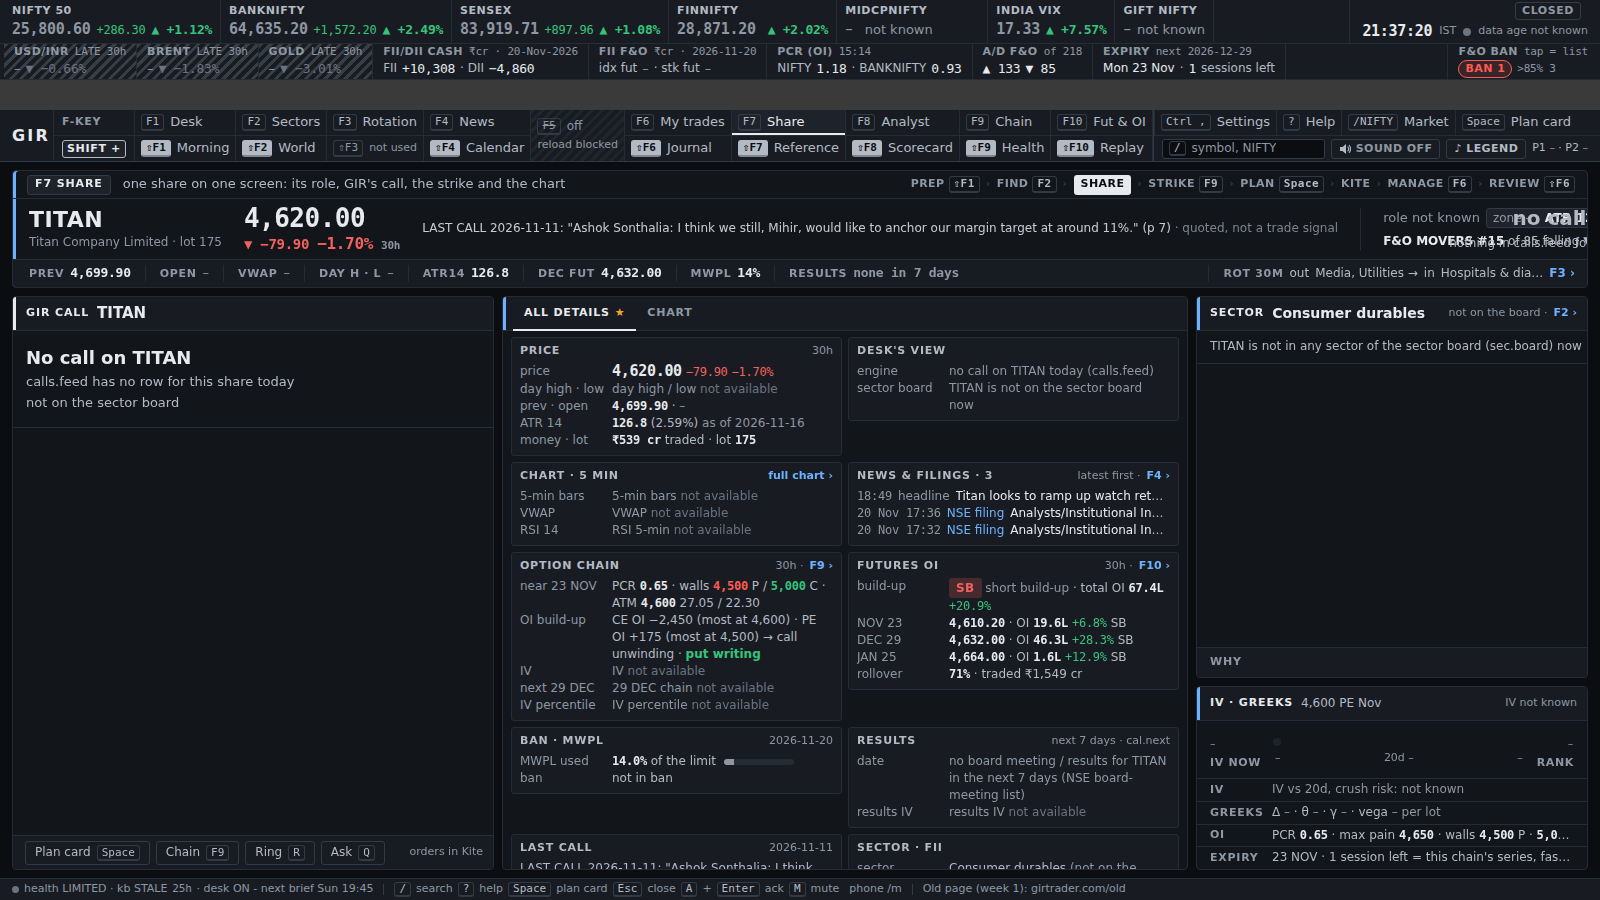 NIFTY 50
25,800.60 +286.30 ▲ +1.12%
BANKNIFTY
64,635.20 +1,572.20 ▲ +2.49%
SENSEX
83,919.71 +897.96 ▲ +1.08%
FINNIFTY
28,871.20 ▲ +2.02%
MIDCPNIFTY
– not known
INDIA VIX
17.33 ▲ +7.57%
GIFT NIFTY
– not known
CLOSED
21:37:20 IST ● data age not known
USD/INR LATE 30h
– ▼ −0.66%
BRENT LATE 30h
– ▼ −1.83%
GOLD LATE 30h
– ▼ −3.01%
FII/DII CASH ₹cr · 20-Nov-2026
FII +10,308 · DII −4,860
FII F&O ₹cr · 2026-11-20
idx fut – · stk fut –
PCR (OI) 15:14
NIFTY 1.18 · BANKNIFTY 0.93
A/D F&O of 218
▲ 133 ▼ 85
EXPIRY next 2026-12-29
Mon 23 Nov · 1 sessions left
F&O BAN tap = list
BAN 1 >85% 3
GIR
F-KEY
F1 Desk
F2 Sectors
F3 Rotation
F4 News
F5 off
reload blocked
F6 My trades
F7 Share
F8 Analyst
F9 Chain
F10 Fut & OI
Ctrl , Settings
? Help
/NIFTY Market
Space Plan card
SHIFT +
⇧F1 Morning
⇧F2 World
⇧F3 not used
⇧F4 Calendar
⇧F6 Journal
⇧F7 Reference
⇧F8 Scorecard
⇧F9 Health
⇧F10 Replay
/ symbol, NIFTY
SOUND OFF
♪ LEGEND
P1 – · P2 –
F7 SHARE one share on one screen: its role, GIR's call, the strike and the chart
PREP ⇧F1 › FIND F2 › SHARE › STRIKE F9 › PLAN Space › KITE › MANAGE F6 › REVIEW ⇧F6
TITAN
Titan Company Limited · lot 175
4,620.00
▼ −79.90 −1.70% 30h
LAST CALL 2026-11-11: "Ashok Sonthalia: I think we still, Mihir, would like to anchor our margin target at around 11%." (p 7) · quoted, not a trade signal
role not known
no call
F&O MOVERS #15
PREV 4,699.90
OPEN –
VWAP –
DAY H · L –
ATR14 126.8
DEC FUT 4,632.00
MWPL 14%
RESULTS none in 7 days
ROT 30M out Media, Utilities → in Hospitals & dia… F3 ›
GIR CALL TITAN
No call on TITAN
calls.feed has no row for this share today
not on the sector board
Plan card Space
Chain F9
Ring R
Ask Q
orders in Kite
ALL DETAILS ★
CHART
PRICE 30h
price 4,620.00 −79.90 −1.70%
day high · low day high / low not available
prev · open 4,699.90 · –
ATR 14 126.8 (2.59%) as of 2026-11-16
money · lot ₹539 cr traded · lot 175
DESK'S VIEW
engine no call on TITAN today (calls.feed)
sector board TITAN is not on the sector board
now
CHART · 5 MIN full chart ›
5-min bars 5-min bars not available
VWAP VWAP not available
RSI 14 RSI 5-min not available
NEWS & FILINGS · 3 latest first · F4 ›
18:49 headline Titan looks to ramp up watch ret…
20 Nov 17:36 NSE filing Analysts/Institutional In…
20 Nov 17:32 NSE filing Analysts/Institutional In…
OPTION CHAIN 30h · F9 ›
near 23 NOV PCR 0.65 · walls 4,500 P / 5,000 C ·
ATM 4,600 27.05 / 22.30
OI build-up CE OI −2,450 (most at 4,600) · PE
OI +175 (most at 4,500) → call
unwinding · put writing
IV IV not available
next 29 DEC 29 DEC chain not available
IV percentile IV percentile not available
FUTURES OI 30h · F10 ›
build-up SB short build-up · total OI 67.4L
+20.9%
NOV 23 4,610.20 · OI 19.6L +6.8% SB
DEC 29 4,632.00 · OI 46.3L +28.3% SB
JAN 25 4,664.00 · OI 1.6L +12.9% SB
rollover 71% · traded ₹1,549 cr
BAN · MWPL 2026-11-20
MWPL used 14.0% of the limit
ban not in ban
RESULTS next 7 days · cal.next
date no board meeting / results for TITAN
in the next 7 days (NSE board-
meeting list)
results IV results IV not available
LAST CALL 2026-11-11
LAST CALL 2026-11-11: "Ashok Sonthalia: I think
SECTOR · FII
sector Consumer durables (not on the
SECTOR Consumer durables not on the board · F2 ›
TITAN is not in any sector of the sector board (sec.board) now
WHY
IV · GREEKS 4,600 PE Nov IV not known
– –
IV NOW – 20d – – RANK
IV IV vs 20d, crush risk: not known
GREEKS Δ – · θ – · γ – · vega – per lot
OI PCR 0.65 · max pain 4,650 · walls 4,500 P · 5,0…
EXPIRY 23 NOV · 1 session left = this chain's series, fas…
● health LIMITED · kb STALE 25h · desk ON - next brief Sun 19:45 | / search ? help Space plan card Esc close A + Enter ack M mute phone /m | Old page (week 1): girtrader.com/old